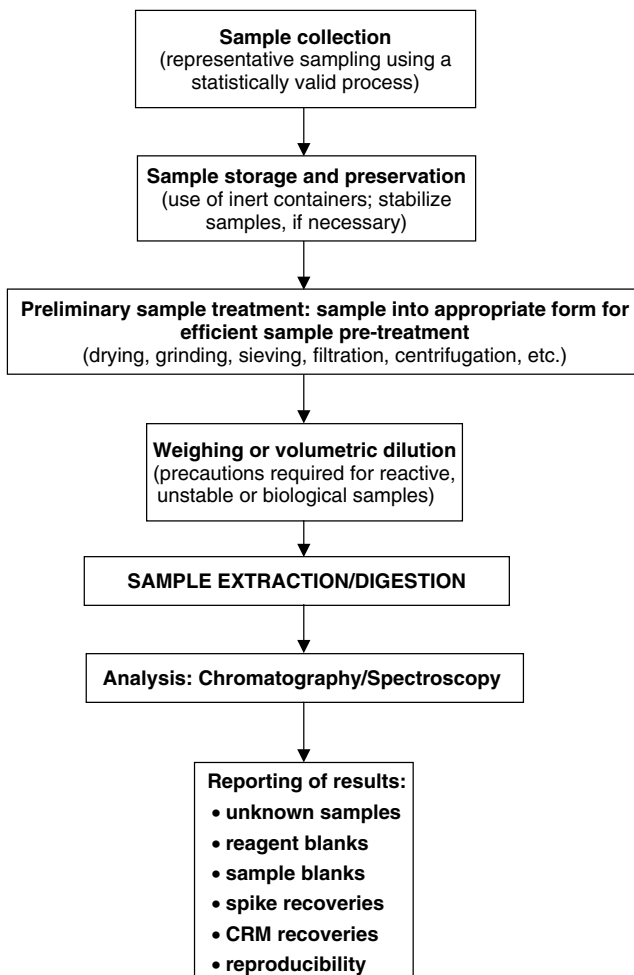 Sample collection
(representative sampling using a
statistically valid process)
Sample storage and preservation
(use of inert containers; stabilize
samples, if necessary)
Preliminary sample treatment: sample into appropriate form for
efficient sample pre-treatment
(drying, grinding, sieving, filtration, centrifugation, etc.)
Weighing or volumetric dilution
(precautions required for reactive,
unstable or biological samples)
SAMPLE EXTRACTION/DIGESTION
Analysis: Chromatography/Spectroscopy
Reporting of results:
• unknown samples
• reagent blanks
• sample blanks
• spike recoveries
• CRM recoveries
• reproducibility